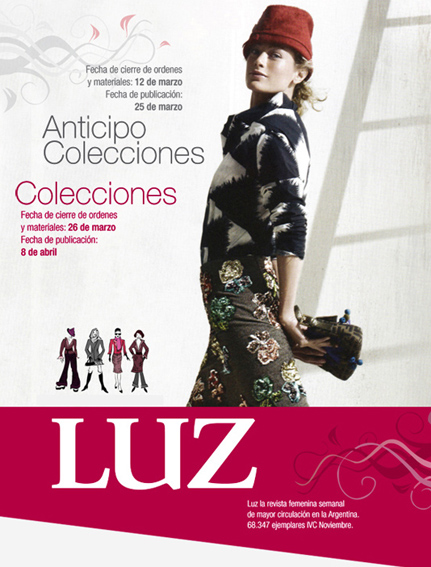 Fecha de cierre de ordenes
y materiales: 12 de marzo
Fecha de publicación:
25 de marzo
Anticipo
Colecciones
Colecciones
Fecha de cierre de ordenes
y materiales: 26 de marzo
Fecha de publicación:
8 de abril
LUZ
Luz la revista femenina semanal
de mayor circulación en la Argentina.
68.347 ejemplares IVC Noviembre.